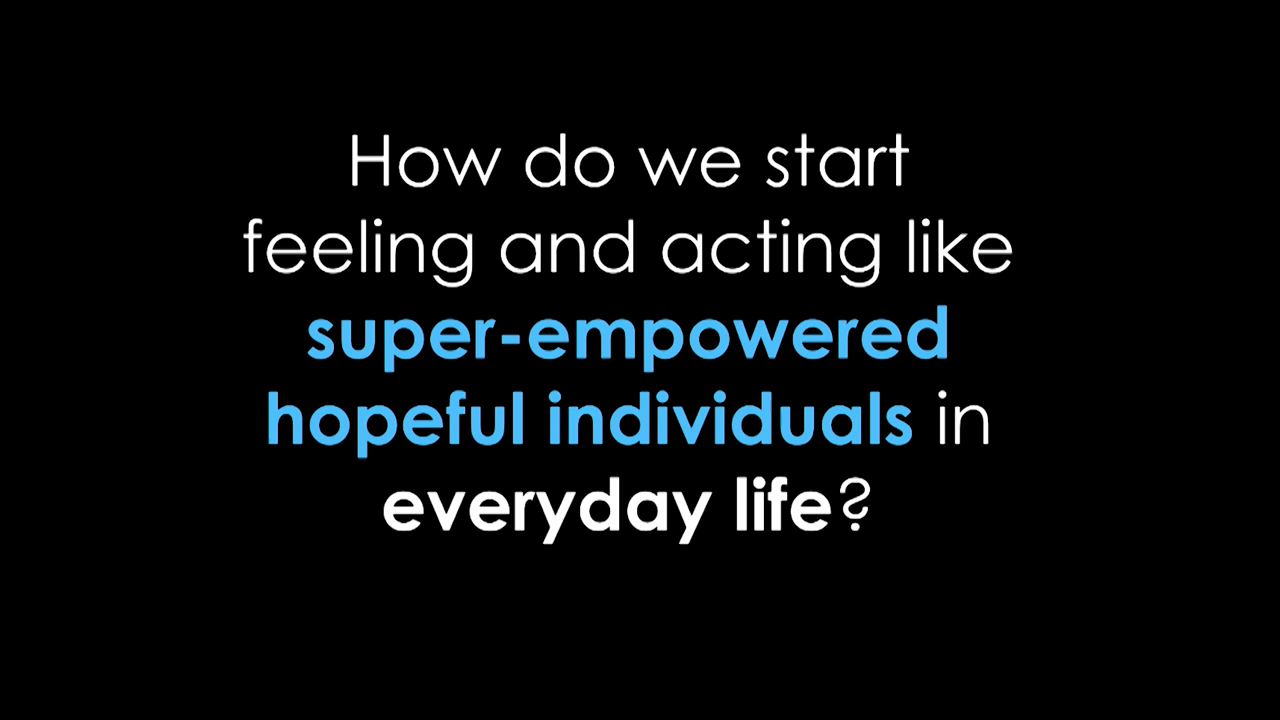 How do we start
feeling and acting like
super-empowered
hopeful individuals in
everyday life?